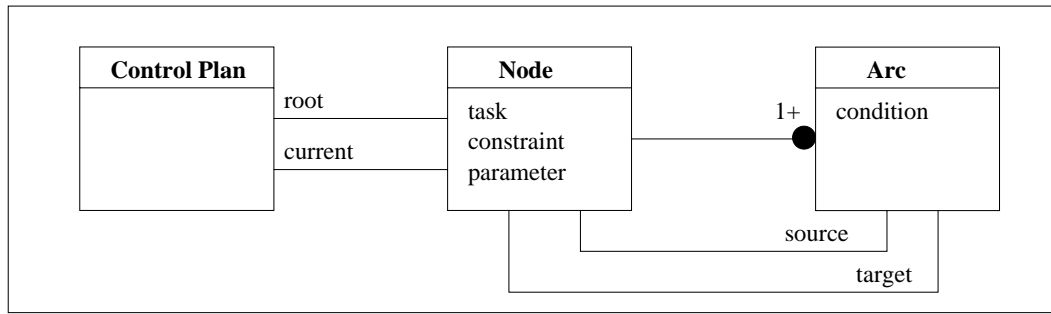 Control Plan
Node
Arc
root
task
1+
condition
constraint
current
parameter
source
target